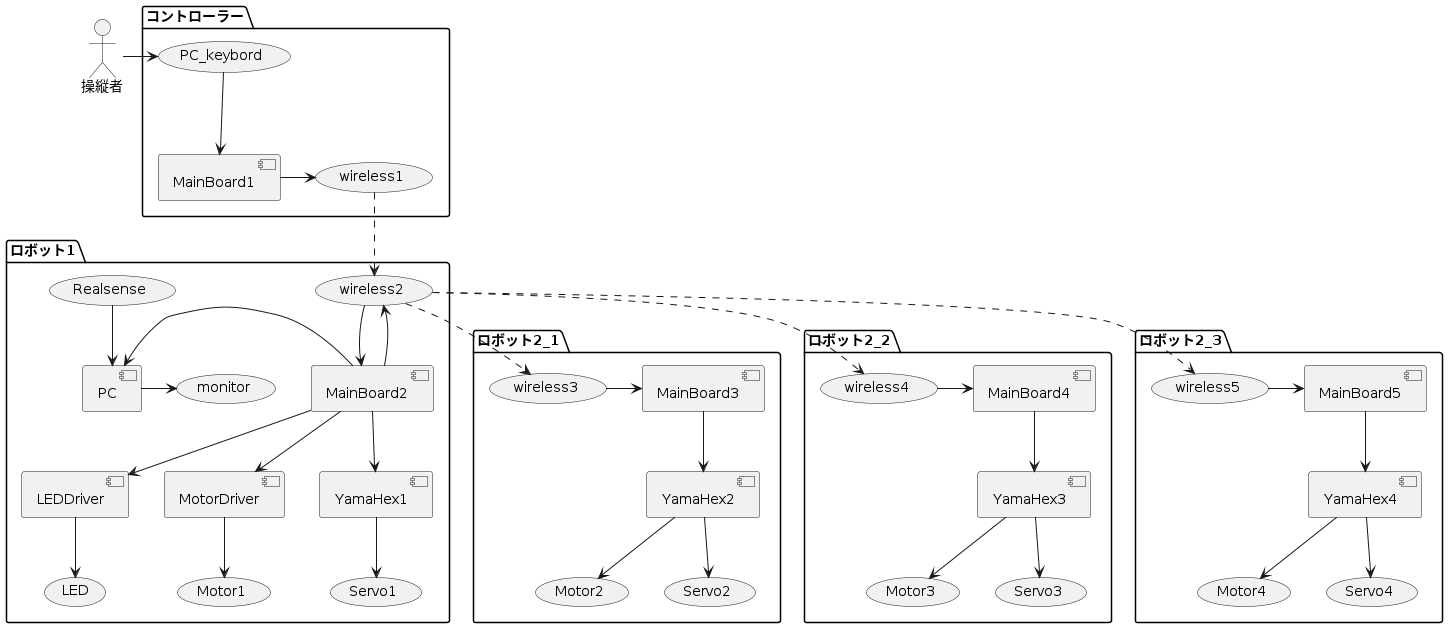 コントローラー
操縦者
PC_keybord
MainBoard1
wireless1
ロボット1
Realsense
wireless2
PC
monitor
MainBoard2
LEDDriver
MotorDriver
YamaHex1
LED
Motor1
Servo1
ロボット2_1
wireless3
MainBoard3
YamaHex2
Motor2
Servo2
ロボット2_2
wireless4
MainBoard4
YamaHex3
Motor3
Servo3
ロボット2_3
wireless5
MainBoard5
YamaHex4
Motor4
Servo4